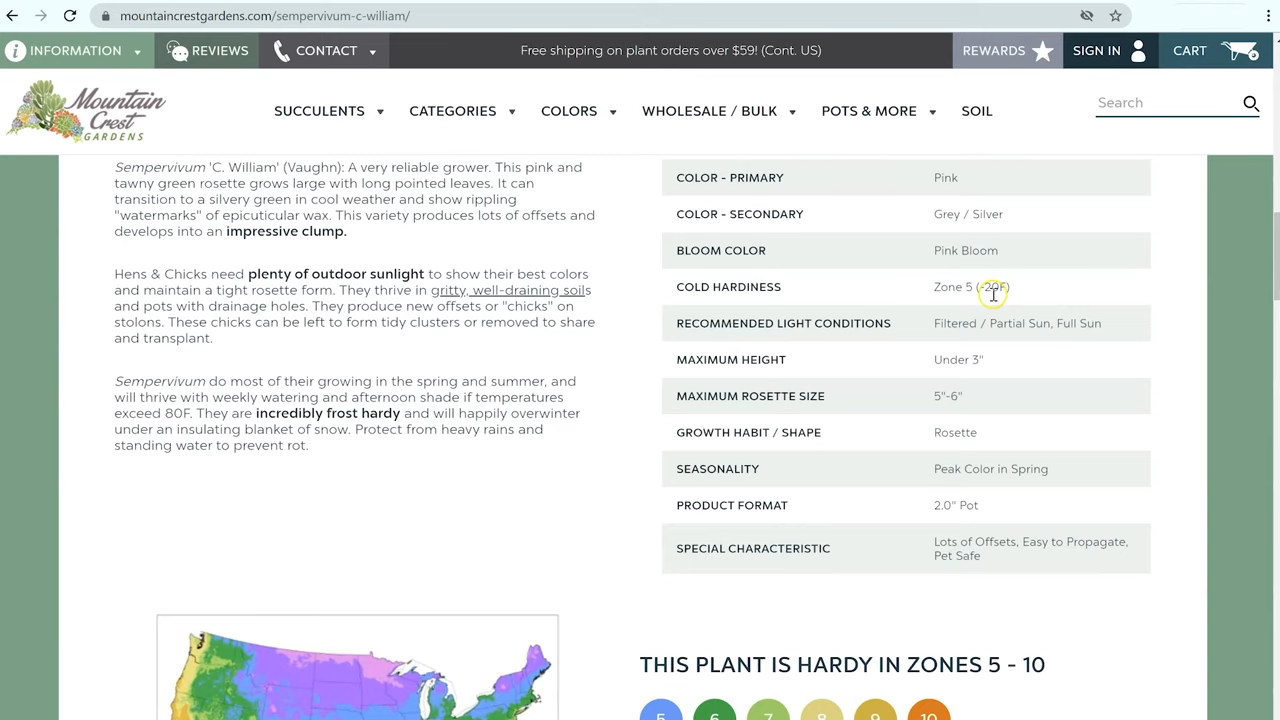 mountaincrestgardens.com/sempervivum-c-william/
INFORMATION
REVIEWS
CONTACT
Free shipping on plant orders over $59! (Cont. US)
REWARDS
SIGN IN
CART
Mountain
Crest
GARDENS
SUCCULENTS
CATEGORIES
COLORS
WHOLESALE / BULK
POTS & MORE
SOIL
Search
Sempervivum 'C. William' (Vaughn): A very reliable grower. This pink and
tawny green rosette grows large with long pointed leaves. It can
transition to a silvery green in cool weather and show rippling
"watermarks" of epicuticular wax. This variety produces lots of offsets and
develops into an impressive clump.
Hens & Chicks need plenty of outdoor sunlight to show their best colors
and maintain a tight rosette form. They thrive in gritty, well-draining soils
and pots with drainage holes. They produce new offsets or "chicks" on
stolons. These chicks can be left to form tidy clusters or removed to share
and transplant.
Sempervivum do most of their growing in the spring and summer, and
will thrive with weekly watering and afternoon shade if temperatures
exceed 80F. They are incredibly frost hardy and will happily overwinter
under an insulating blanket of snow. Protect from heavy rains and
standing water to prevent rot.
COLOR - PRIMARY Pink
COLOR - SECONDARY Grey / Silver
BLOOM COLOR Pink Bloom
COLD HARDINESS Zone 5 (-20F)
RECOMMENDED LIGHT CONDITIONS Filtered / Partial Sun, Full Sun
MAXIMUM HEIGHT Under 3"
MAXIMUM ROSETTE SIZE 5"-6"
GROWTH HABIT / SHAPE Rosette
SEASONALITY Peak Color in Spring
PRODUCT FORMAT 2.0" Pot
SPECIAL CHARACTERISTIC Lots of Offsets, Easy to Propagate,
Pet Safe
THIS PLANT IS HARDY IN ZONES 5 - 10
5 6 7 8 9 10